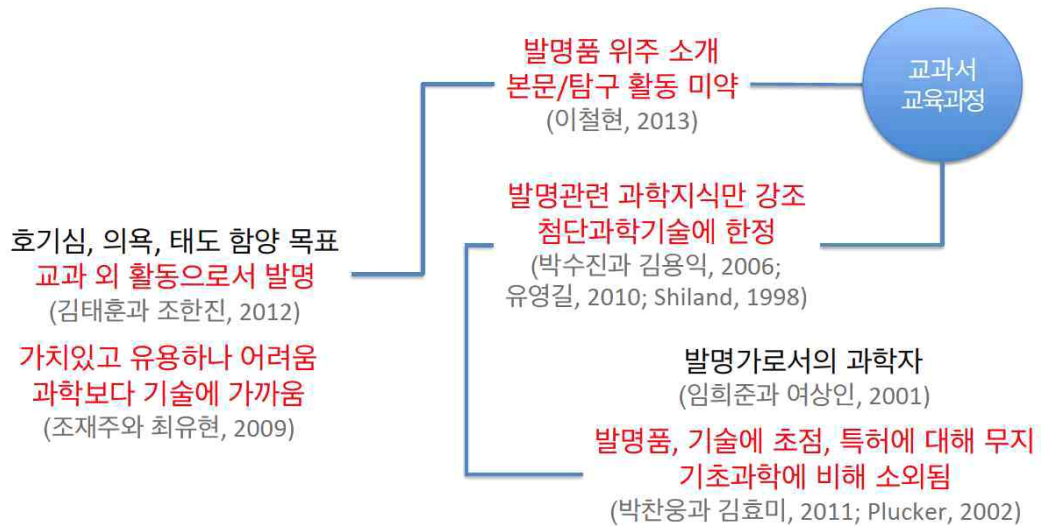 발명품 위주 소개
본문/탐구 활동 미약
(이철현, 2013)
교과서
교육과정
발명관련 과학지식만 강조
첨단과학기술에 한정
(박수진과 김용익, 2006;
유영길, 2010; Shiland, 1998)
호기심, 의욕, 태도 함양 목표
교과 외 활동으로서 발명
(김태훈과 조한진, 2012)
가치있고 유용하나 어려움
과학보다 기술에 가까움
(조재주와 최유현, 2009)
발명가로서의 과학자
(임희준과 여상인, 2001)
발명품, 기술에 초점, 특허에 대해 무지
기초과학에 비해 소외됨
(박찬웅과 김효미, 2011; Plucker, 2002)